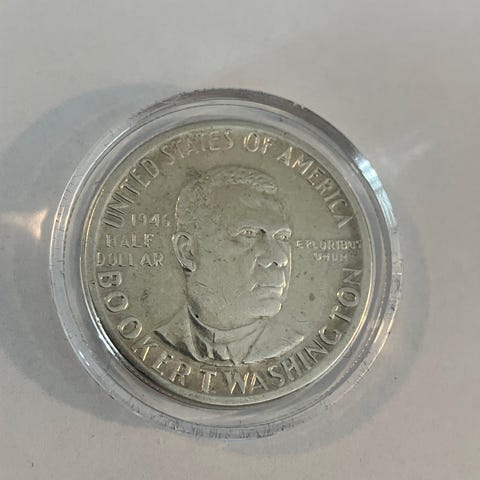 UNITED STATES OF AMERICA
1946
HALF
DOLLAR
E PLURIBUS
UNUM
BOOKER T. WASHINGTON